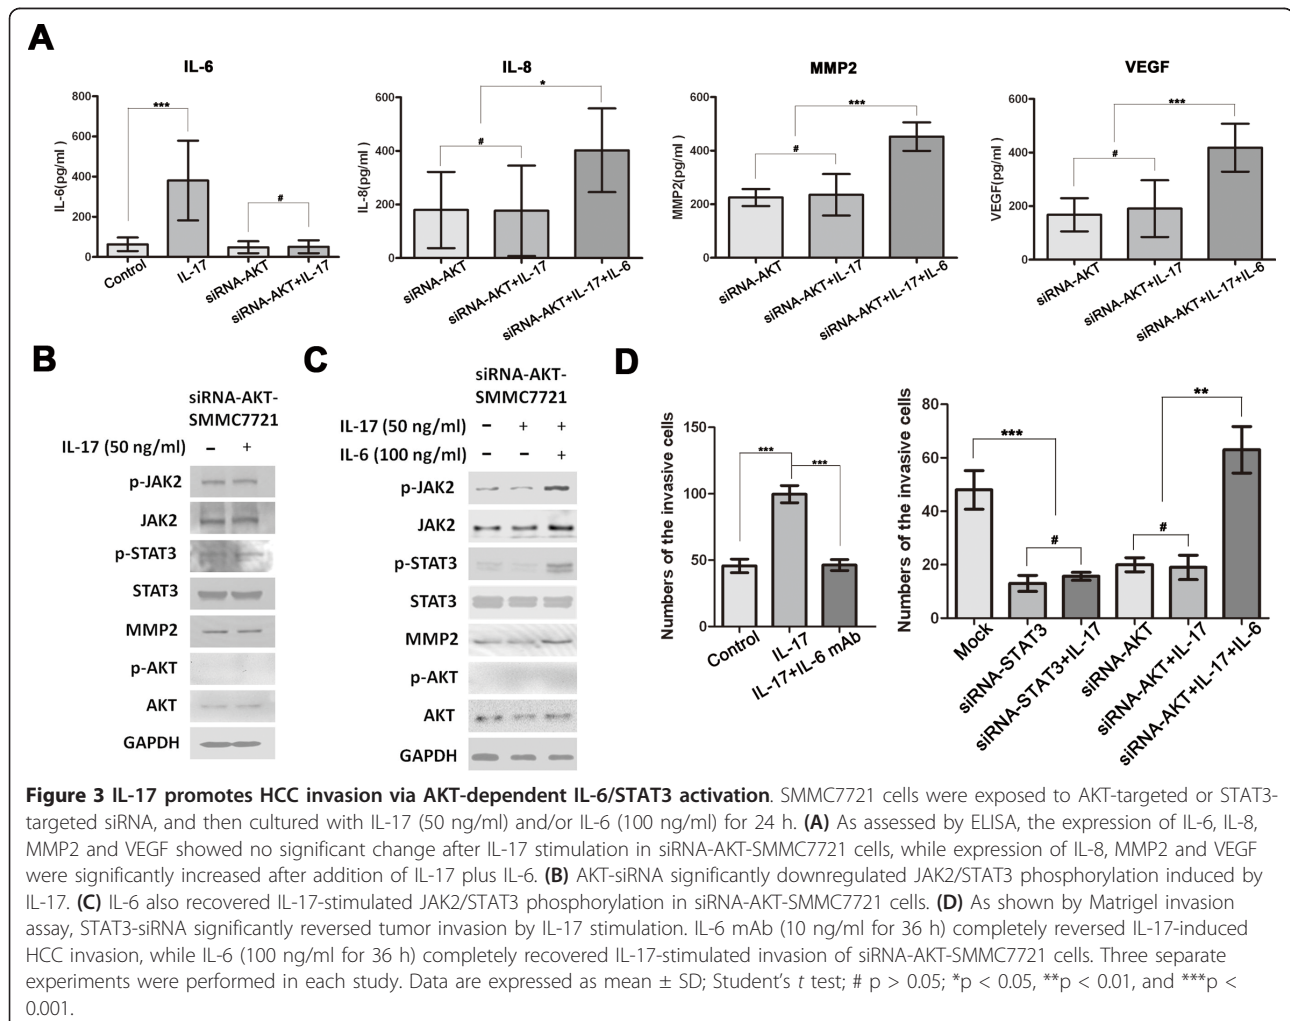 A
IL-6
IL-6(pg/ml )
800
600
400
200
0
***
#
Control
IL-17
siRNA-AKT
siRNA-AKT+IL-17
IL-8
IL-8(pg/ml )
600
400
200
0
#
*
siRNA-AKT
siRNA-AKT+IL-17
siRNA-AKT+IL-17+IL-6
MMP2
MMP2(pg/ml )
600
400
200
0
#
***
siRNA-AKT
siRNA-AKT+IL-17
siRNA-AKT+IL-17+IL-6
VEGF
VEGF(pg/ml )
600
400
200
0
#
***
siRNA-AKT
siRNA-AKT+IL-17
siRNA-AKT+IL-17+IL-6
B
siRNA-AKT-
SMMC7721
IL-17 (50 ng/ml) − +
p-JAK2
JAK2
p-STAT3
STAT3
MMP2
p-AKT
AKT
GAPDH
C
siRNA-AKT-
SMMC7721
IL-17 (50 ng/ml) − + +
IL-6 (100 ng/ml) − − +
p-JAK2
JAK2
p-STAT3
STAT3
MMP2
p-AKT
AKT
GAPDH
D
Numbers of the invasive cells
150
100
50
0
***
***
Control
IL-17
IL-17+IL-6 mAb
Numbers of the invasive cells
80
60
40
20
0
***
#
#
**
Mock
siRNA-STAT3
siRNA-STAT3+IL-17
siRNA-AKT
siRNA-AKT+IL-17
siRNA-AKT+IL-17+IL-6
Figure 3 IL-17 promotes HCC invasion via AKT-dependent IL-6/STAT3 activation. SMMC7721 cells were exposed to AKT-targeted or STAT3-
targeted siRNA, and then cultured with IL-17 (50 ng/ml) and/or IL-6 (100 ng/ml) for 24 h. (A) As assessed by ELISA, the expression of IL-6, IL-8,
MMP2 and VEGF showed no significant change after IL-17 stimulation in siRNA-AKT-SMMC7721 cells, while expression of IL-8, MMP2 and VEGF
were significantly increased after addition of IL-17 plus IL-6. (B) AKT-siRNA significantly downregulated JAK2/STAT3 phosphorylation induced by
IL-17. (C) IL-6 also recovered IL-17-stimulated JAK2/STAT3 phosphorylation in siRNA-AKT-SMMC7721 cells. (D) As shown by Matrigel invasion
assay, STAT3-siRNA significantly reversed tumor invasion by IL-17 stimulation. IL-6 mAb (10 ng/ml for 36 h) completely reversed IL-17-induced
HCC invasion, while IL-6 (100 ng/ml for 36 h) completely recovered IL-17-stimulated invasion of siRNA-AKT-SMMC7721 cells. Three separate
experiments were performed in each study. Data are expressed as mean ± SD; Student's t test; # p > 0.05; *p < 0.05, **p < 0.01, and ***p <
0.001.